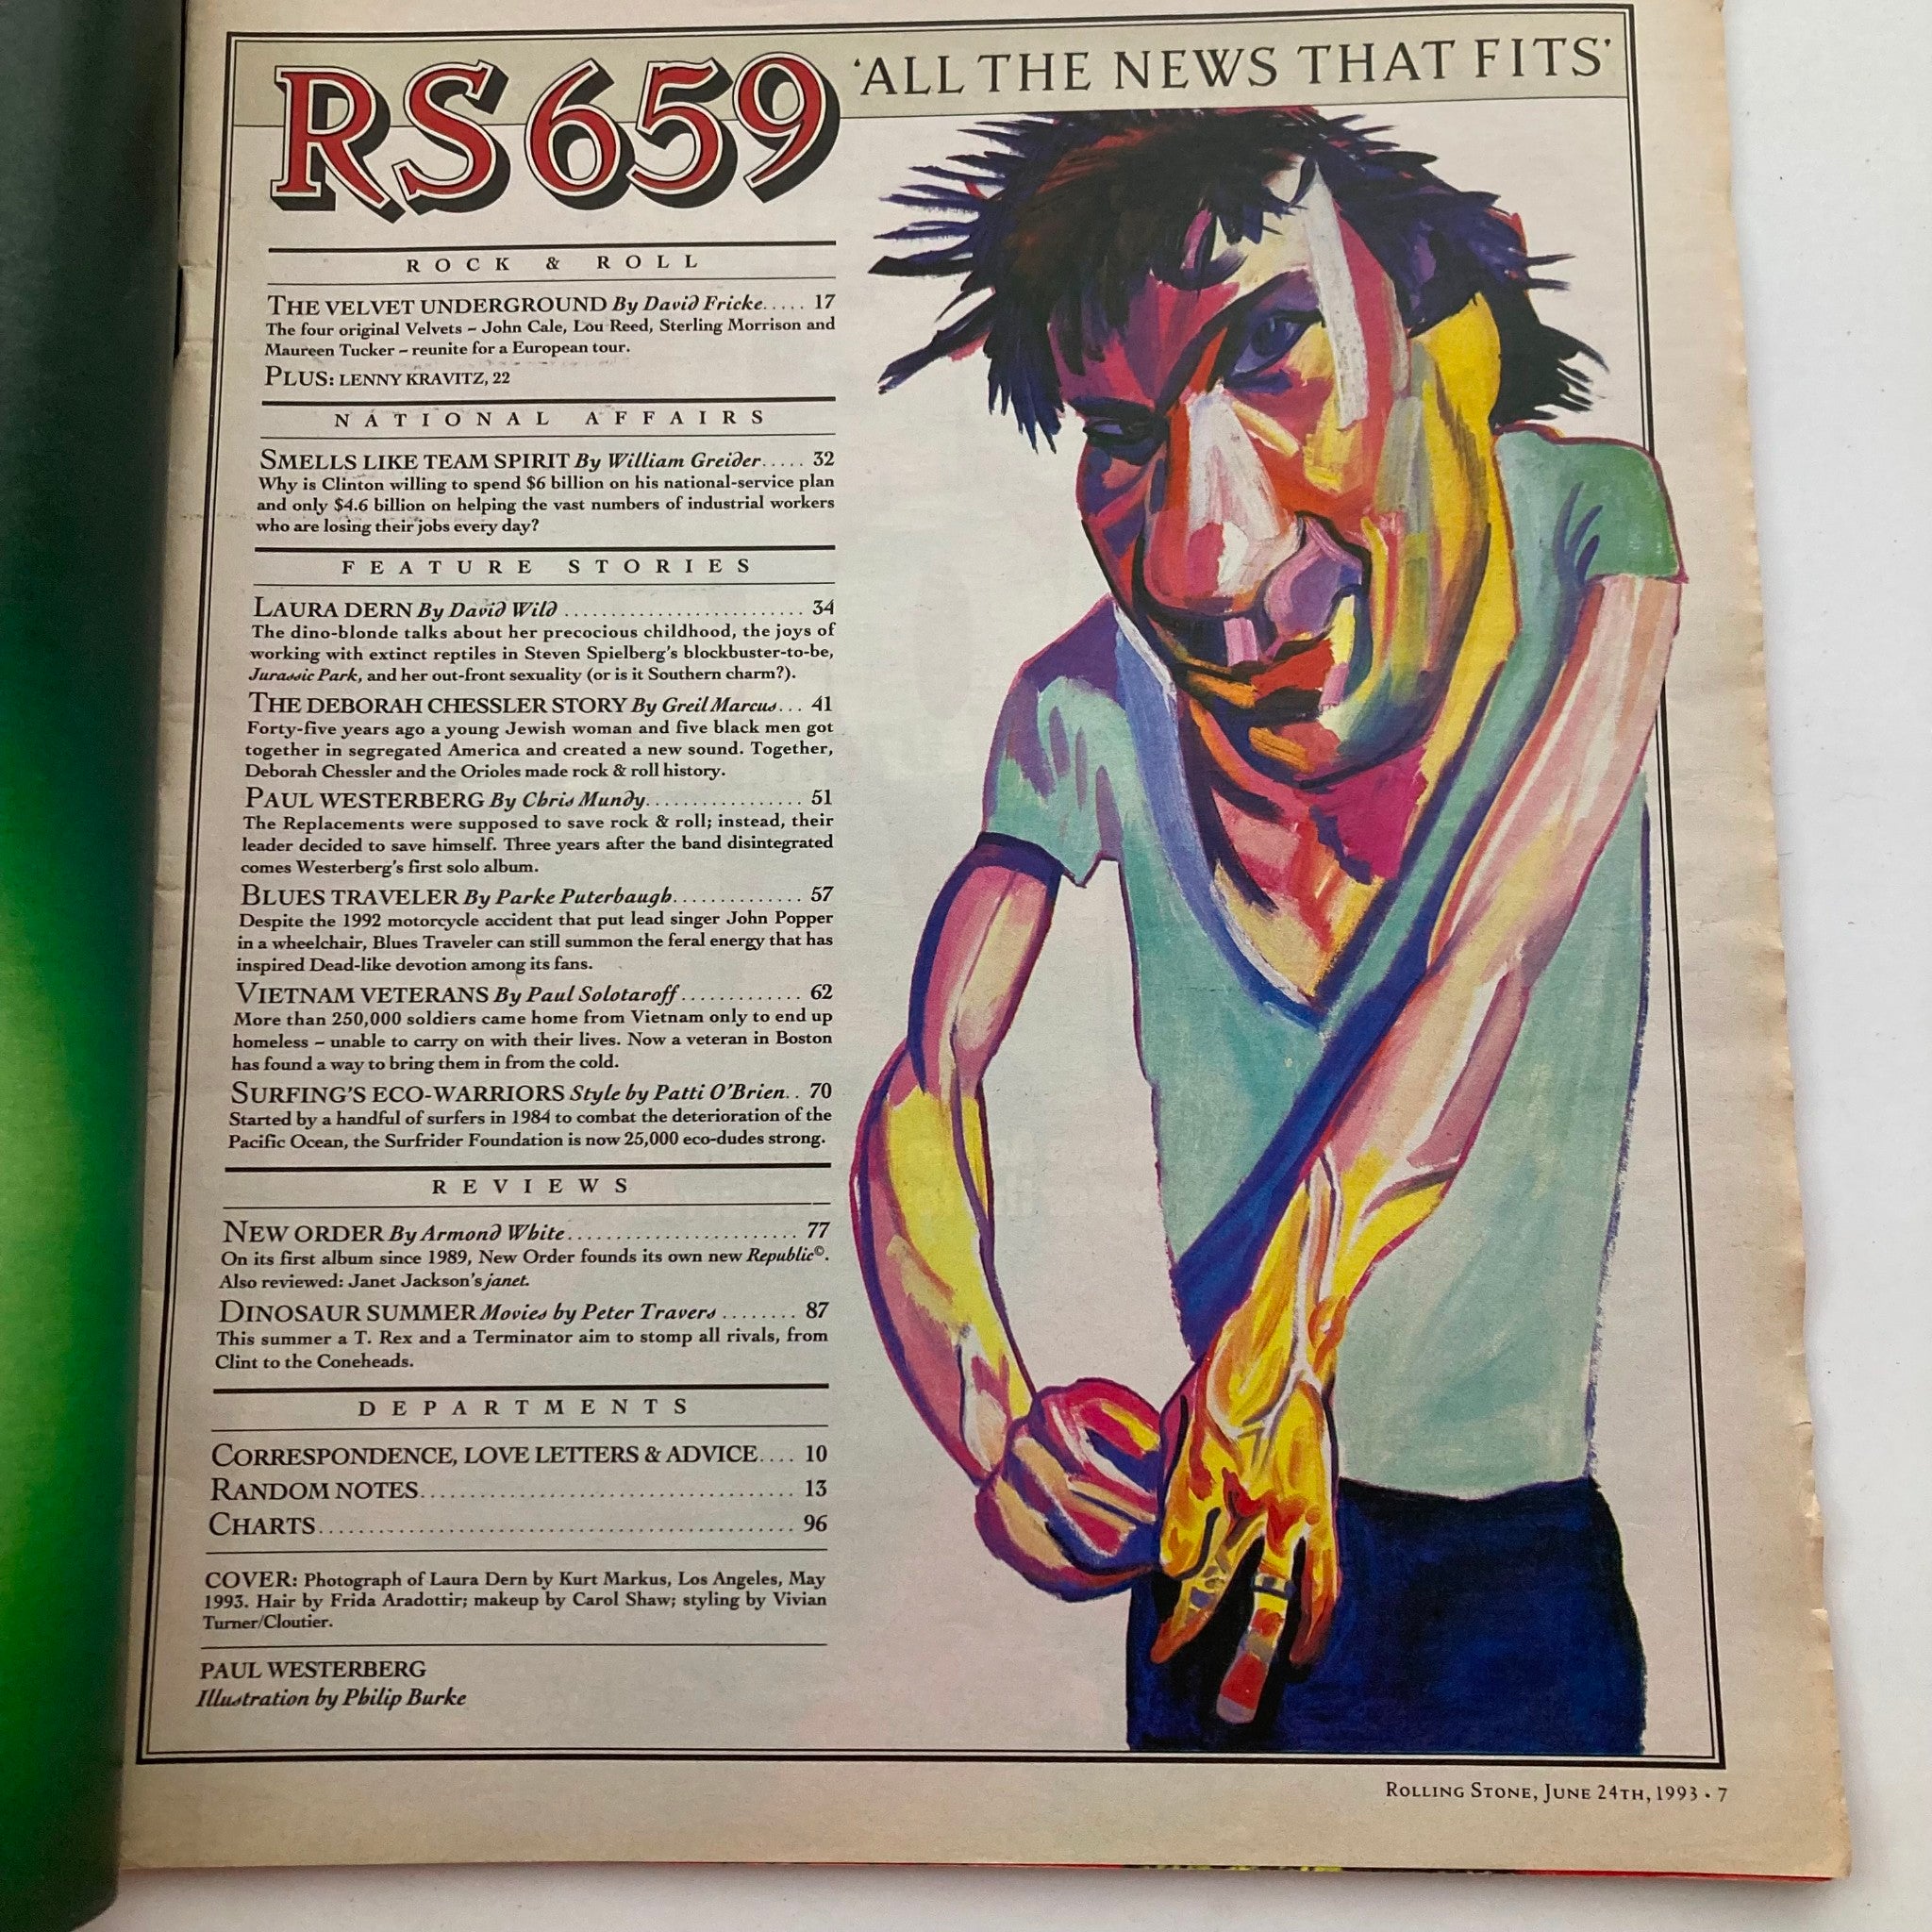 RS 659
'ALL THE NEWS THAT FITS'
ROCK & ROLL
THE VELVET UNDERGROUND By David Fricke..... 17
The four original Velvets – John Cale, Lou Reed, Sterling Morrison and
Maureen Tucker – reunite for a European tour.
PLUS: LENNY KRAVITZ, 22
NATIONAL AFFAIRS
SMELLS LIKE TEAM SPIRIT By William Greider..... 32
Why is Clinton willing to spend $6 billion on his national-service plan
and only $4.6 billion on helping the vast numbers of industrial workers
who are losing their jobs every day?
FEATURE STORIES
LAURA DERN By David Wild ........................... 34
The dino-blonde talks about her precocious childhood, the joys of
working with extinct reptiles in Steven Spielberg's blockbuster-to-be,
Jurassic Park, and her out-front sexuality (or is it Southern charm?).
THE DEBORAH CHESSLER STORY By Greil Marcus... 41
Forty-five years ago a young Jewish woman and five black men got
together in segregated America and created a new sound. Together,
Deborah Chessler and the Orioles made rock & roll history.
PAUL WESTERBERG By Chris Mundy.................. 51
The Replacements were supposed to save rock & roll; instead, their
leader decided to save himself. Three years after the band disintegrated
comes Westerberg's first solo album.
BLUES TRAVELER By Parke Puterbaugh............... 57
Despite the 1992 motorcycle accident that put lead singer John Popper
in a wheelchair, Blues Traveler can still summon the feral energy that has
inspired Dead-like devotion among its fans.
VIETNAM VETERANS By Paul Solotaroff............. 62
More than 250,000 soldiers came home from Vietnam only to end up
homeless – unable to carry on with their lives. Now a veteran in Boston
has found a way to bring them in from the cold.
SURFING'S ECO-WARRIORS Style by Patti O'Brien.. 70
Started by a handful of surfers in 1984 to combat the deterioration of the
Pacific Ocean, the Surfrider Foundation is now 25,000 eco-dudes strong.
REVIEWS
NEW ORDER By Armond White.......................... 77
On its first album since 1989, New Order founds its own new Republic©.
Also reviewed: Janet Jackson's janet.
DINOSAUR SUMMER Movies by Peter Travers ........ 87
This summer a T. Rex and a Terminator aim to stomp all rivals, from
Clint to the Coneheads.
DEPARTMENTS
CORRESPONDENCE, LOVE LETTERS & ADVICE.... 10
RANDOM NOTES........................................... 13
CHARTS...................................................... 96
COVER: Photograph of Laura Dern by Kurt Markus, Los Angeles, May
1993. Hair by Frida Aradottir; makeup by Carol Shaw; styling by Vivian
Turner/Cloutier.
PAUL WESTERBERG
Illustration by Philip Burke
ROLLING STONE, JUNE 24TH, 1993 • 7